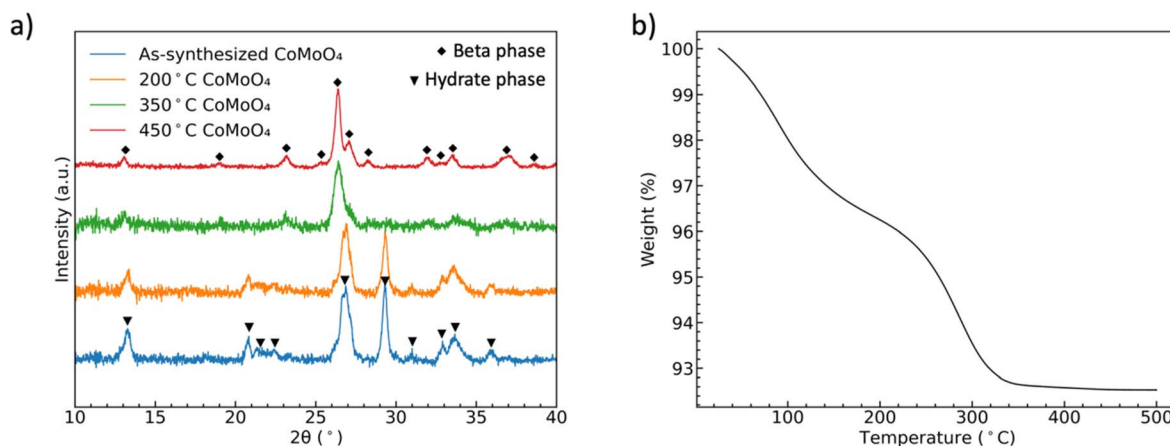 a)
As-synthesized CoMoO₄
200°C CoMoO₄
350°C CoMoO₄
450°C CoMoO₄
◆ Beta phase
▼ Hydrate phase
Intensity (a.u.)
10 15 20 25 30 35 40
2θ (°)
b)
100
99
98
97
96
95
94
93
Weight (%)
100 200 300 400 500
Temperature (°C)